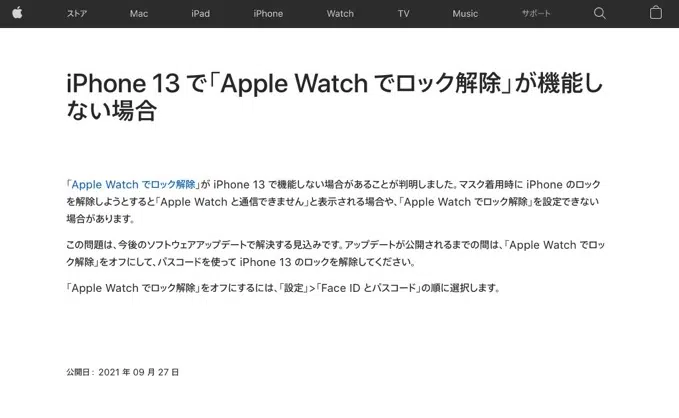 ストア Mac iPad iPhone Watch TV Music サポート
iPhone 13 で「Apple Watch でロック解除」が機能し
ない場合
「Apple Watch でロック解除」が iPhone 13 で機能しない場合があることが判明しました。マスク着用時に iPhone のロック
を解除しようとすると「Apple Watch と通信できません」と表示される場合や、「Apple Watch でロック解除」を設定できない
場合があります。
この問題は、今後のソフトウェアアップデートで解決する見込みです。アップデートが公開されるまでの間は、「Apple Watch でロッ
ク解除」をオフにして、パスコードを使って iPhone 13 のロックを解除してください。
「Apple Watch でロック解除」をオフにするには、「設定」>「Face ID とパスコード」の順に選択します。
公開日： 2021 年 09 月 27 日